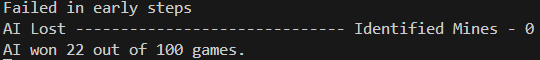 Failed in early steps
AI Lost ------------------------------ Identified Mines - 0
AI won 22 out of 100 games.